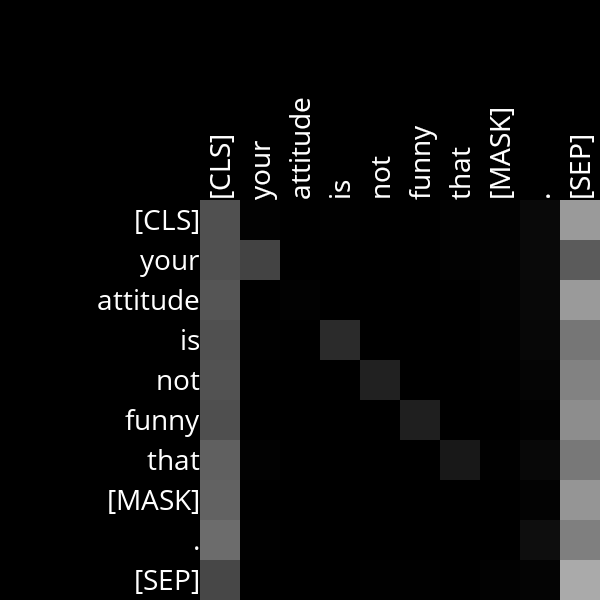 [CLS] your attitude is not funny that [MASK] . [SEP]
[CLS]
your
attitude
is
not
funny
that
[MASK]
.
[SEP]